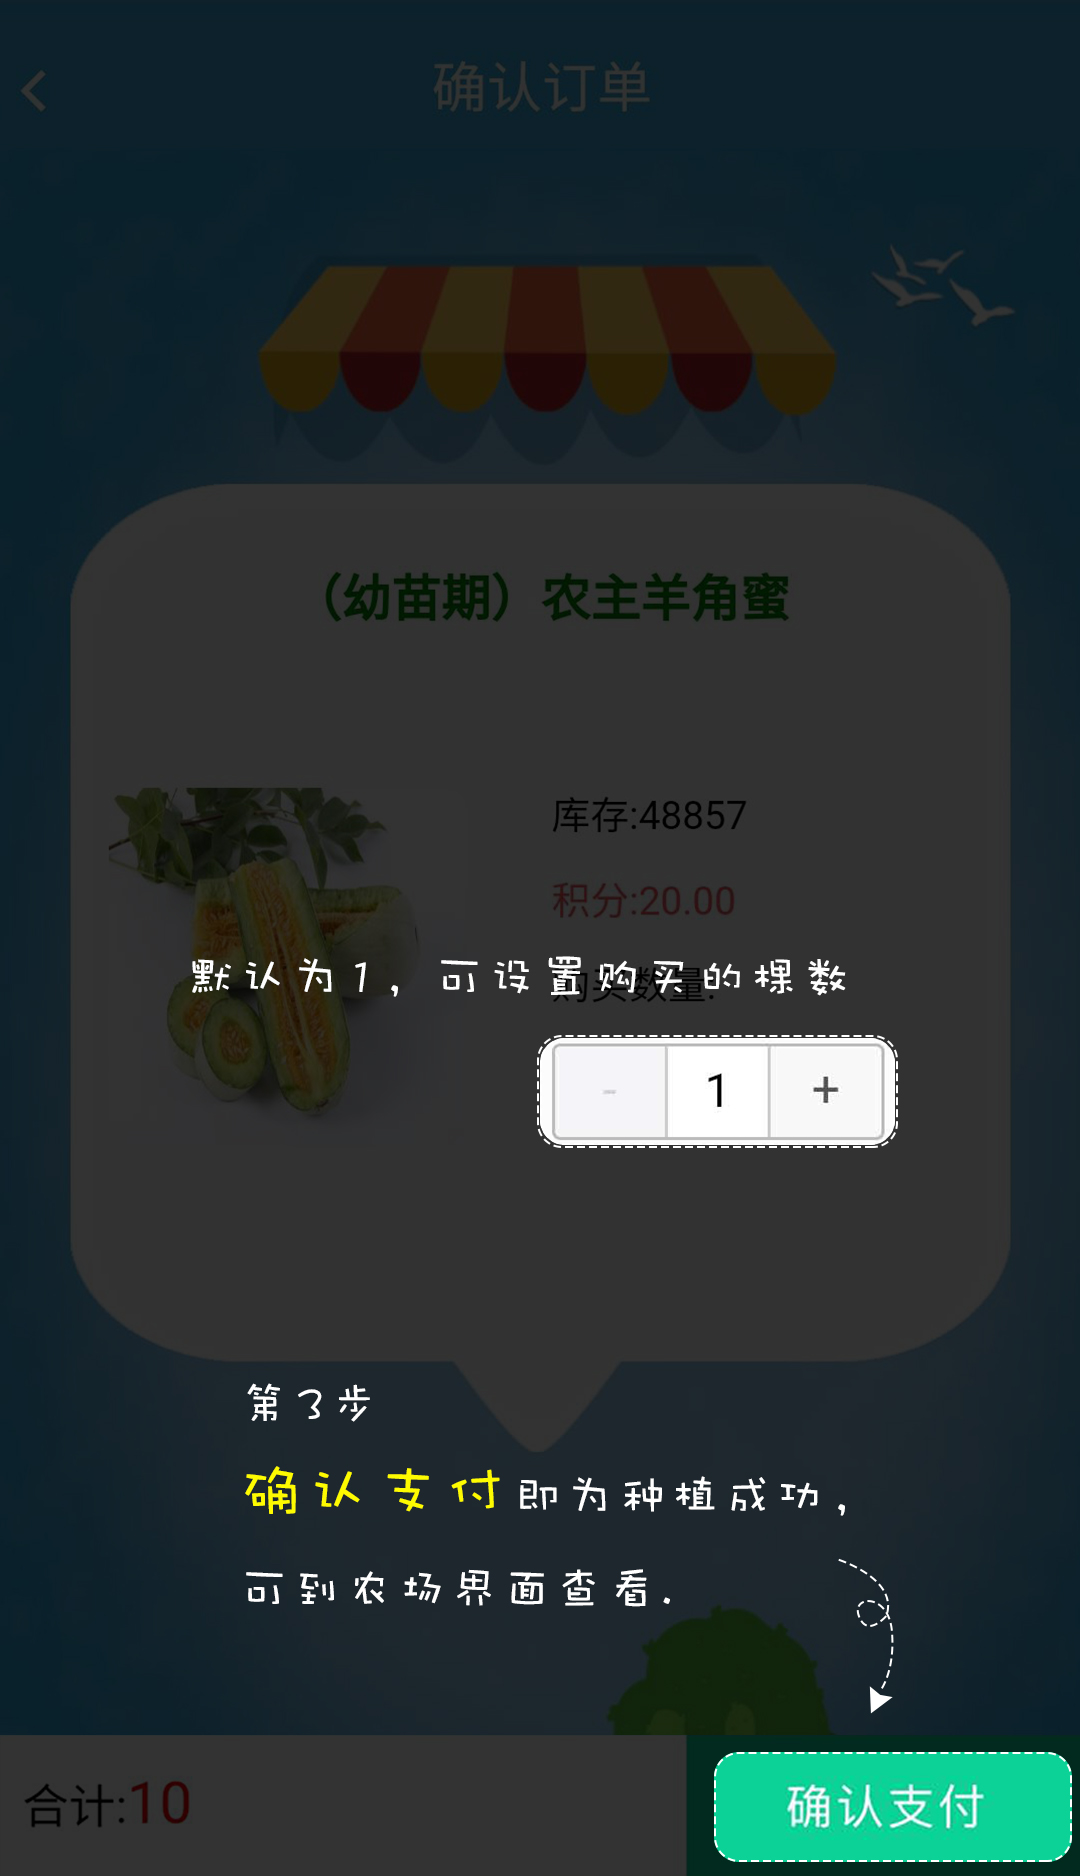 确认订单
（幼苗期）农主羊角蜜
库存:48857
积分:20.00
默认为1，可设置购买的棵数
购买数量:
- 1 +
第3步
确认支付即为种植成功，
可到农场界面查看.
合计:10
确认支付